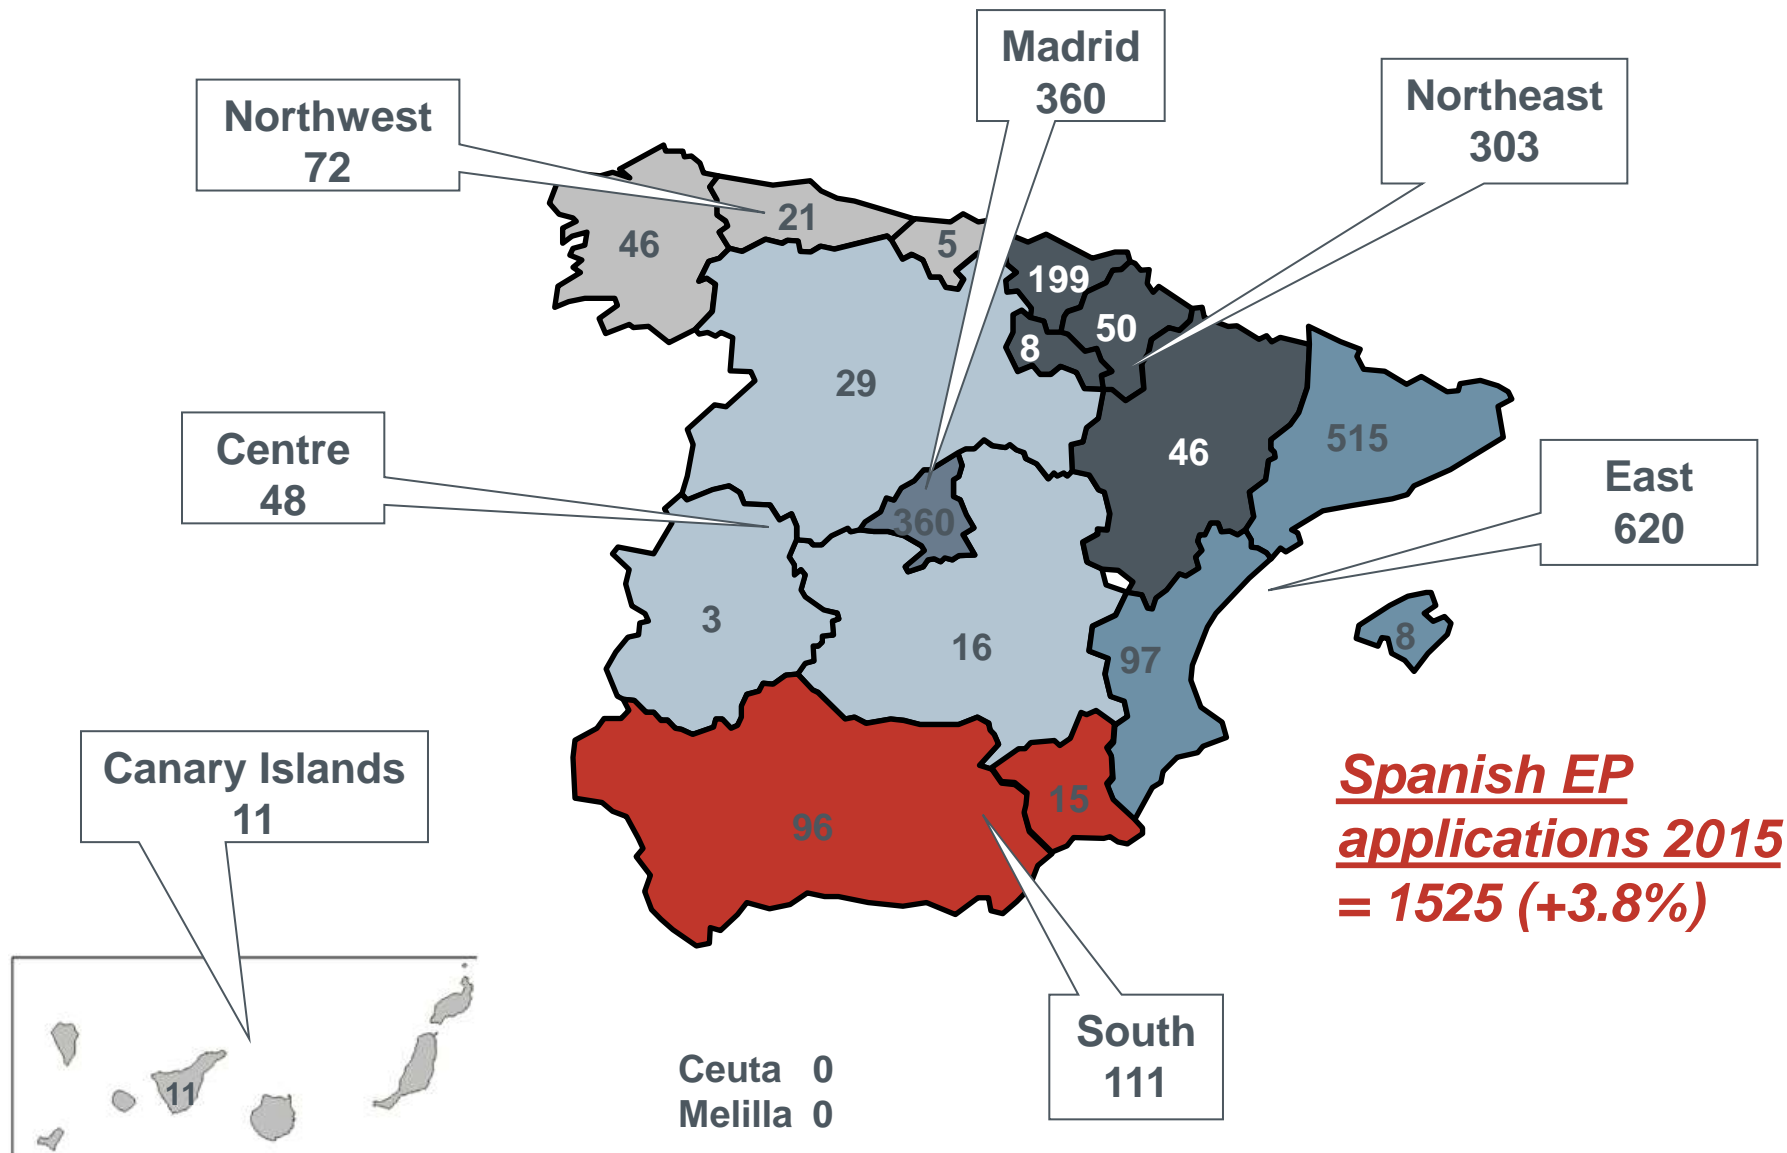 Madrid
360
Northeast
303
Northwest
72
21
46
5
199
50
8
29
46
515
Centre
48
East
620
360
3
16
97
8
Canary Islands
11
96
15
Spanish EP
applications 2015
= 1525 (+3.8%)
South
111
11
Ceuta 0
Melilla 0